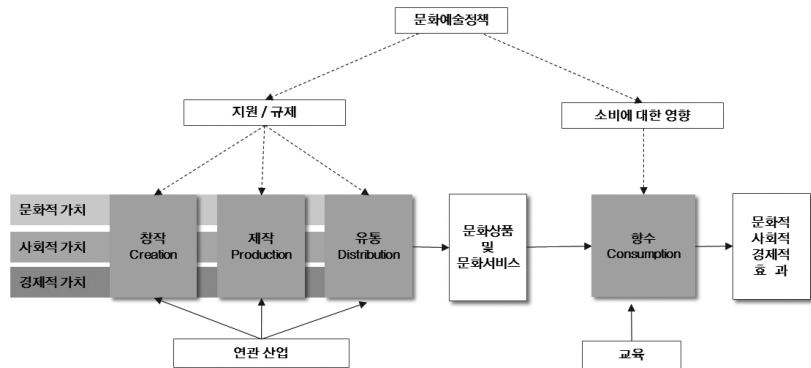 문화예술정책
지원 / 규제
소비에 대한 영향
문화적 가치
사회적 가치
경제적 가치
창작
Creation
제작
Production
유통
Distribution
문화상품
및
문화서비스
향수
Consumption
문화적
사회적
경제적
효 과
연관 산업
교육